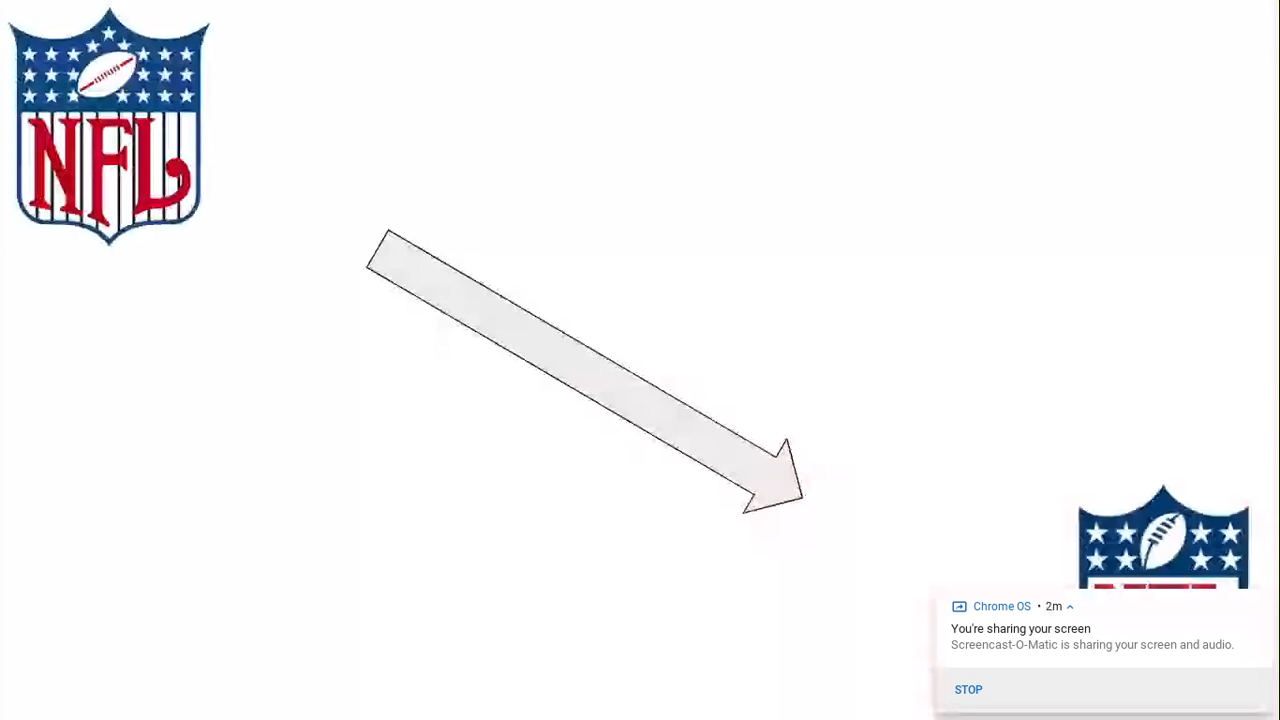 NFL
Chrome OS • 2m
You're sharing your screen
Screencast-O-Matic is sharing your screen and audio.
STOP